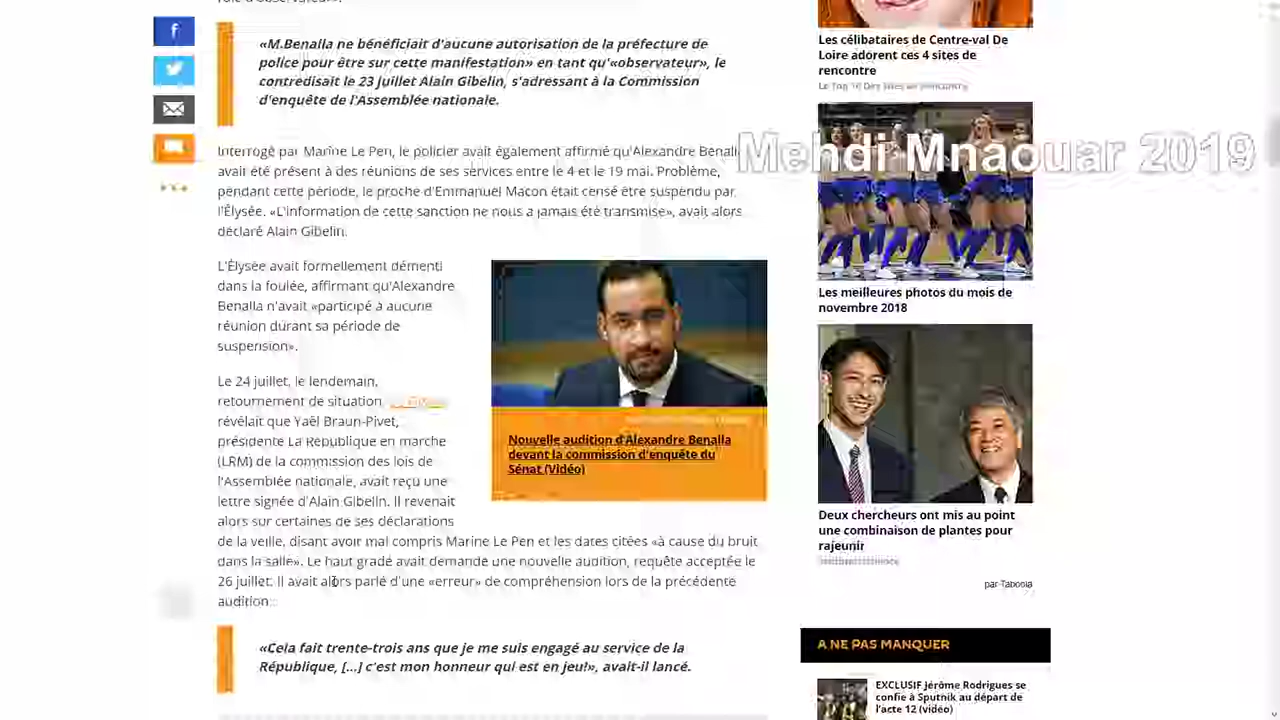 «M.Benalla ne bénéficiait d'aucune autorisation de la préfecture de
police pour être sur cette manifestation» en tant qu'«observateur», le
contredisait le 23 juillet Alain Gibelin, s'adressant à la Commission
d'enquête de l'Assemblée nationale.
Interrogé par Marine Le Pen, le policier avait également affirmé qu'Alexandre
avait été présent à des réunions de ses services entre le 4 et le 19 mai. Problème,
pendant cette période, le proche d'Emmanuel Macon était censé être suspendu par
l'Élysée. «L'information de cette sanction ne nous a jamais été transmise», avait alors
déclaré Alain Gibelin.
L'Élysée avait formellement démenti
dans la foulée, affirmant qu'Alexandre
Benalla n'avait «participé à aucune
réunion durant sa période de
suspension».
Le 24 juillet, le lendemain,
retournement de situation.
révélait que Yaël Braun-Pivet,
présidente La République en marche
(LRM) de la commission des lois de
l'Assemblée nationale, avait reçu une
lettre signée d'Alain Gibelin. Il revenait
alors sur certaines de ses déclarations
de la veille, disant avoir mal compris Marine Le Pen et les dates citées «à cause du bruit
dans la salle». Le haut gradé avait demandé une nouvelle audition, requête acceptée le
26 juillet. Il avait alors parlé d'une «erreur» de compréhension lors de la précédente
audition.
«Cela fait trente-trois ans que je me suis engagé au service de la
République, [...] c'est mon honneur qui est en jeu!», avait-il lancé.
Nouvelle audition d'Alexandre Benalla
devant la commission d'enquête du
Sénat (Vidéo)
Les célibataires de Centre-val De
Loire adorent ces 4 sites de
rencontre
Mehdi Mnaouar 2019
Les meilleures photos du mois de
novembre 2018
Deux chercheurs ont mis au point
une combinaison de plantes pour
rajeunir
par Taboola
A NE PAS MANQUER
EXCLUSIF Jérôme Rodrigues se
confie à Sputnik au départ de
l'acte 12 (vidéo)